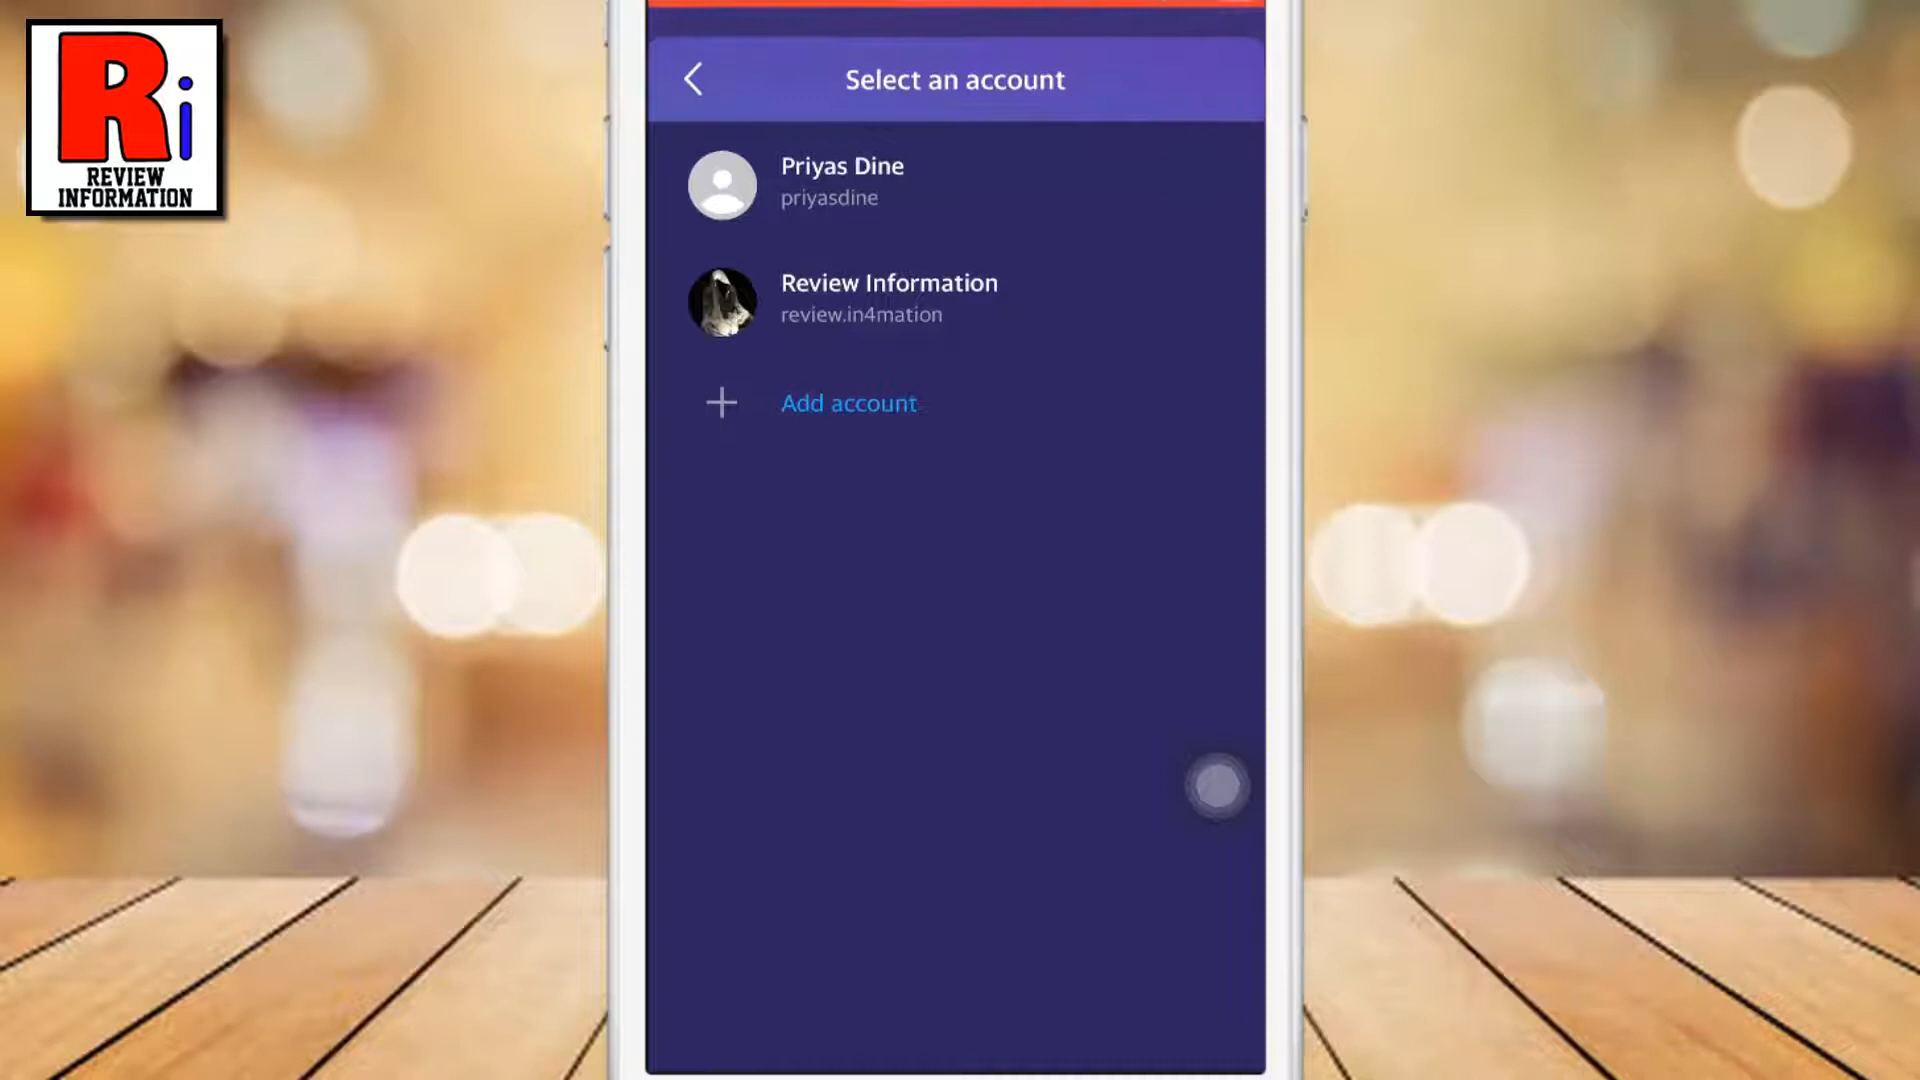 Ri
REVIEW
INFORMATION
Select an account
Priyas Dine
priyasdine
Review Information
review.in4mation
Add account